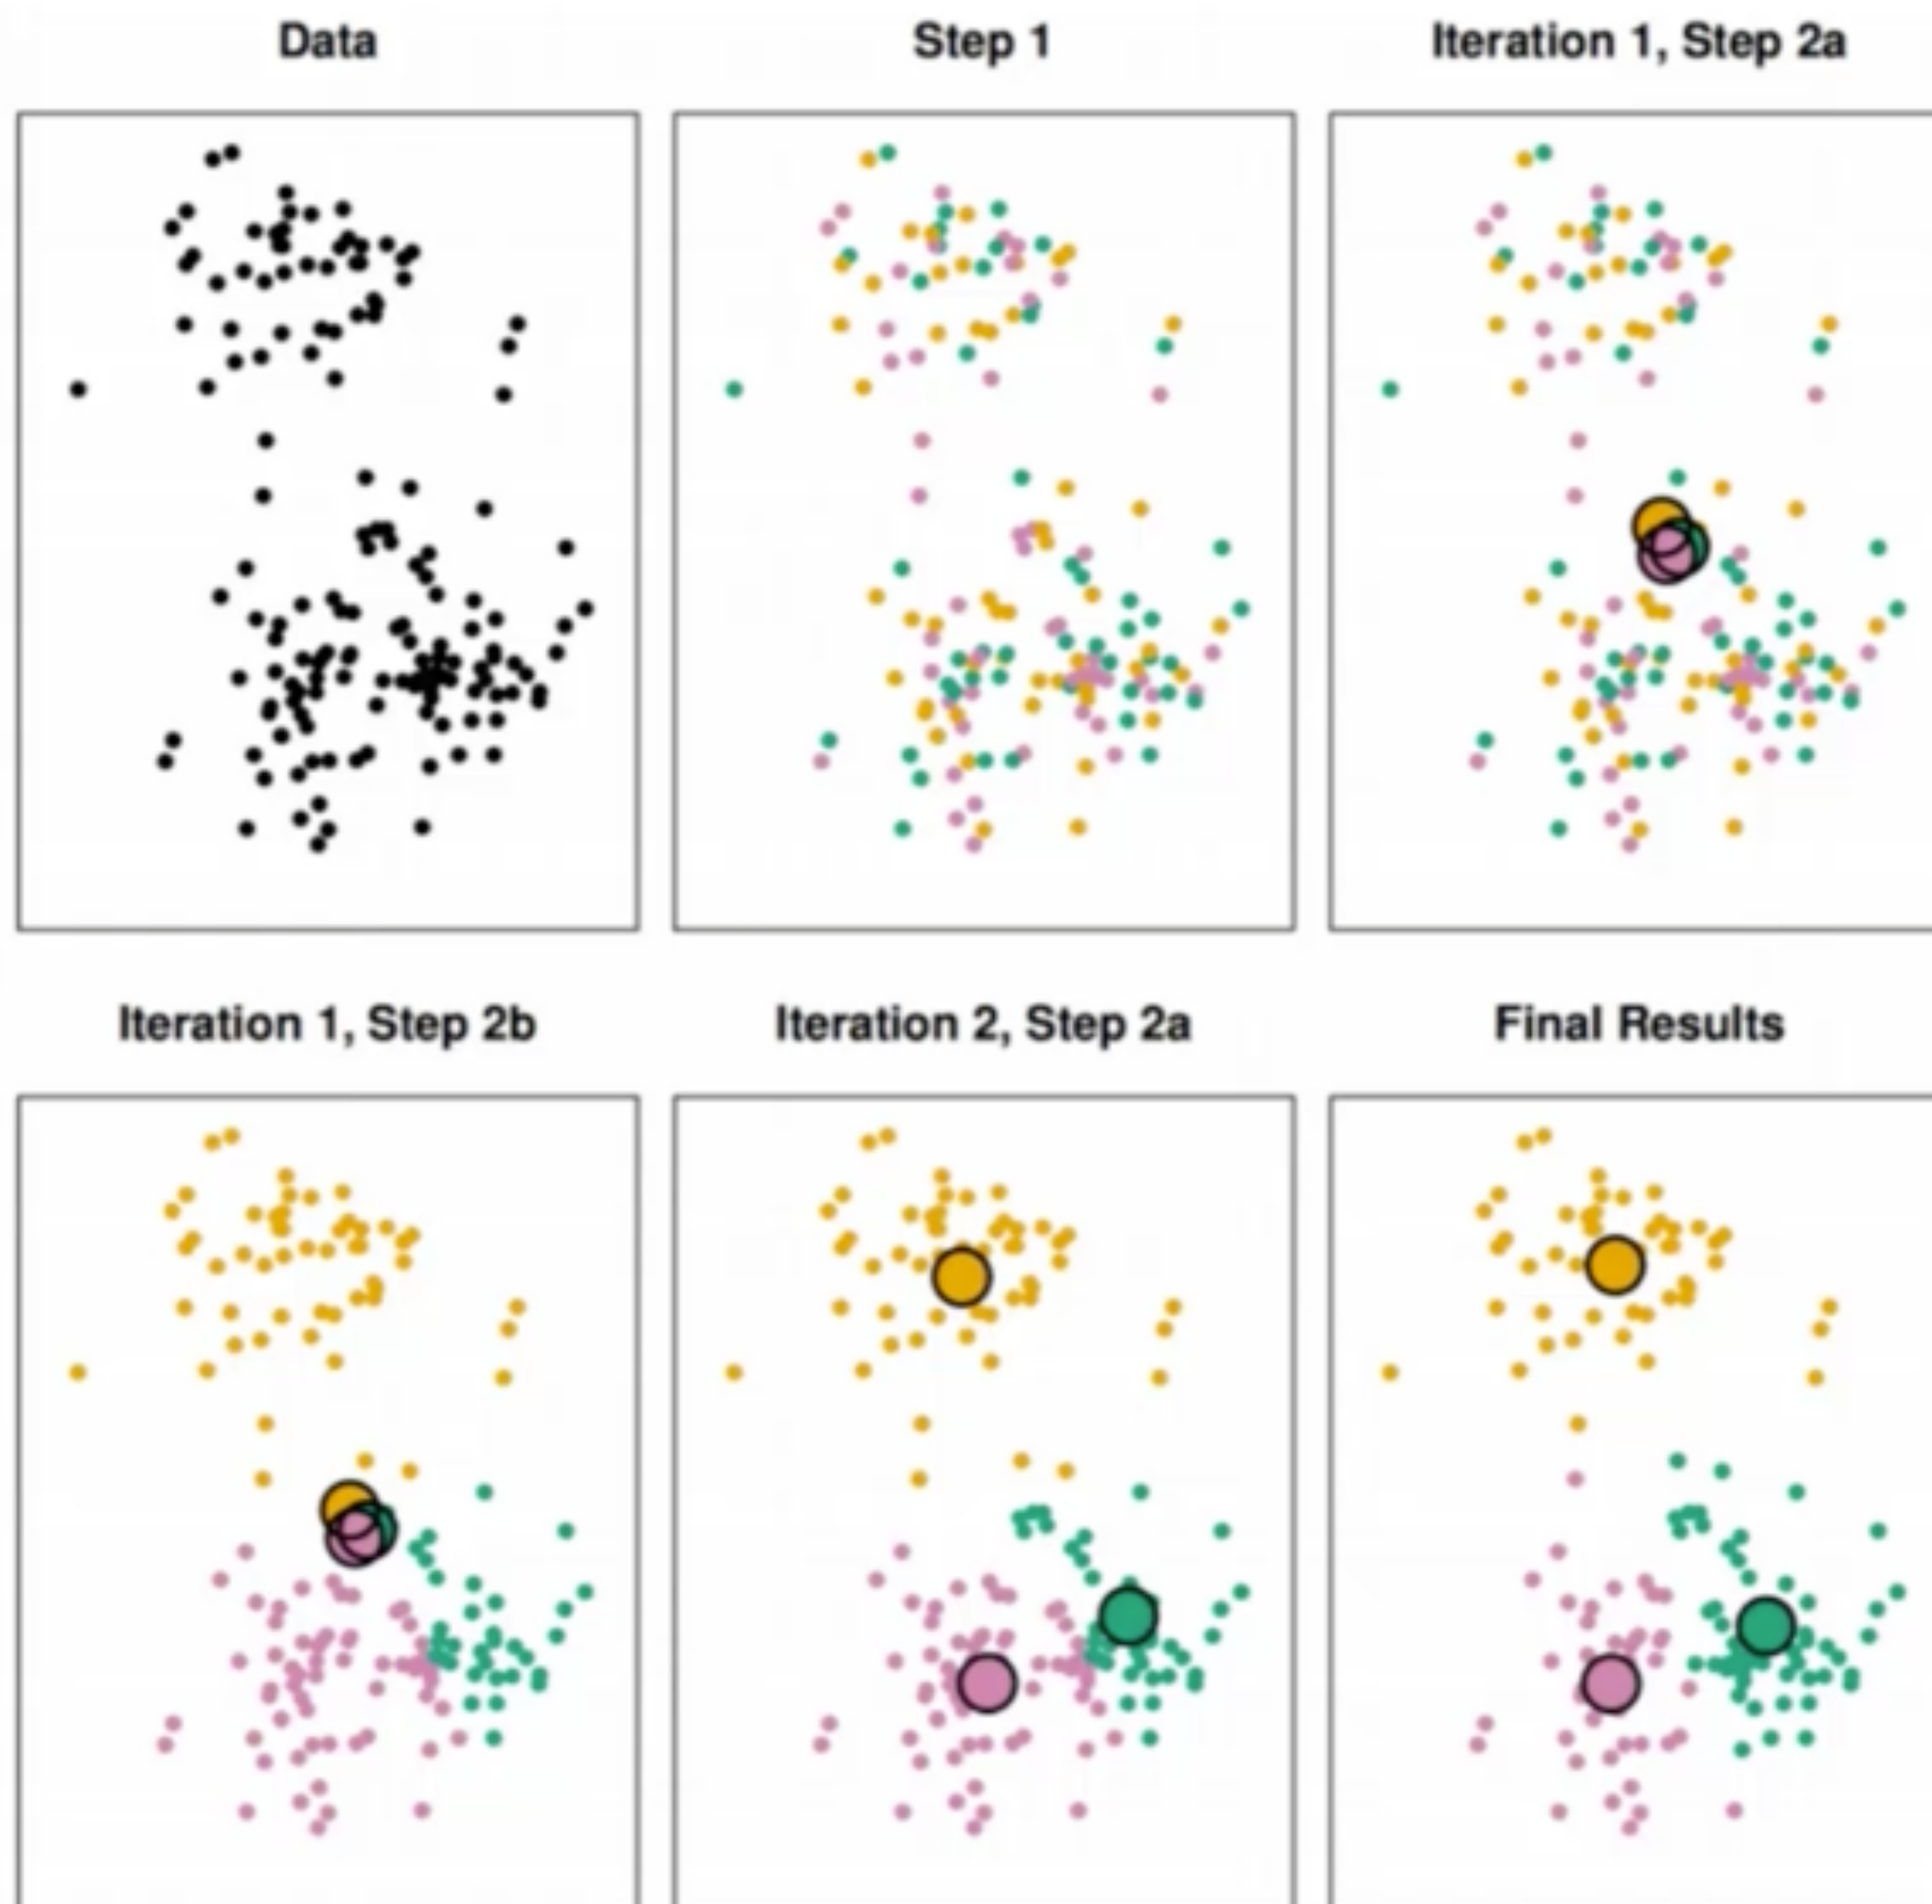 Data
Step 1
Iteration 1, Step 2a
Iteration 1, Step 2b
Iteration 2, Step 2a
Final Results